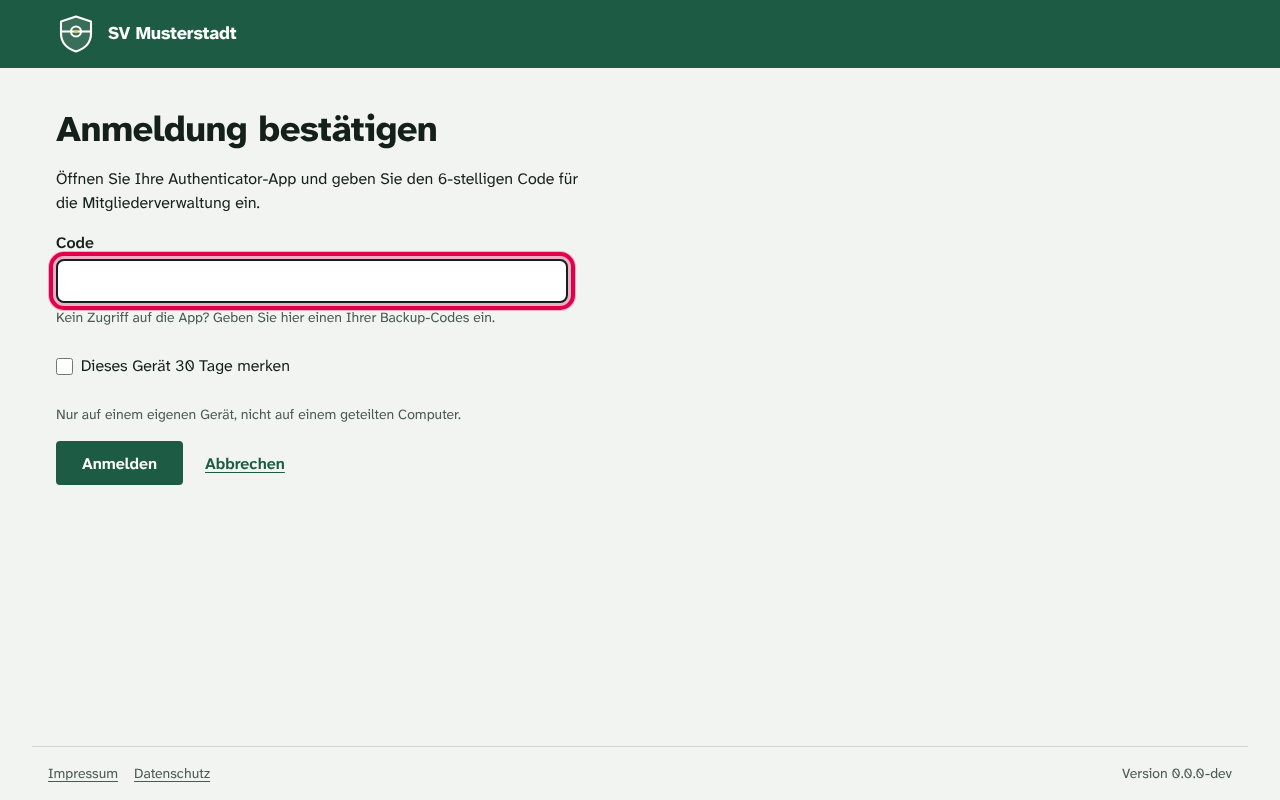 SV Musterstadt
Anmeldung bestätigen
Öffnen Sie Ihre Authenticator-App und geben Sie den 6-stelligen Code für
die Mitgliederverwaltung ein.
Code
Kein Zugriff auf die App? Geben Sie hier einen Ihrer Backup-Codes ein.
Dieses Gerät 30 Tage merken
Nur auf einem eigenen Gerät, nicht auf einem geteilten Computer.
Anmelden Abbrechen
Impressum Datenschutz Version 0.0.0-dev